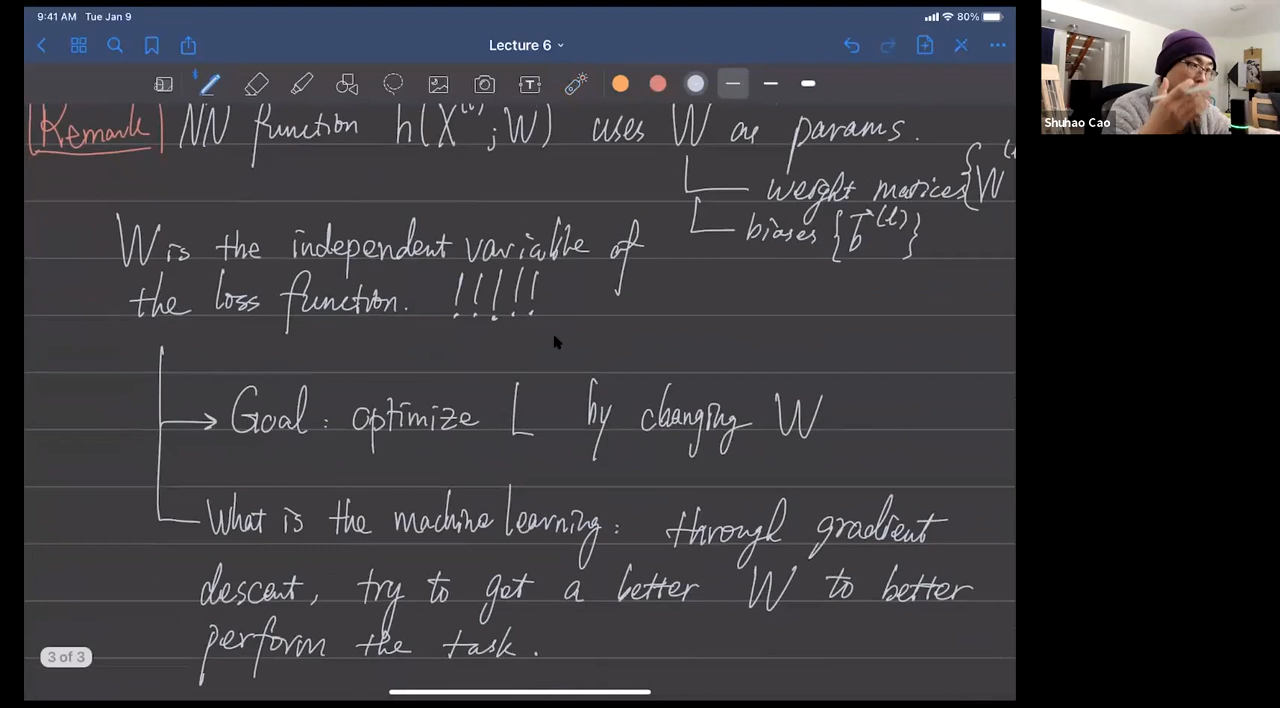 9:41 AM Tue Jan 9
80%
Lecture 6
Remark NN function h(X^(i); W) uses W as params.
weight matrices {W^(l
biases {b⃗^(l)}
W is the independent variable of
the loss function. !!!!!
→ Goal: optimize L by changing W
What is the machine learning: through gradient
descent, try to get a better W to better
perform the task.
3 of 3
Shuhao Cao